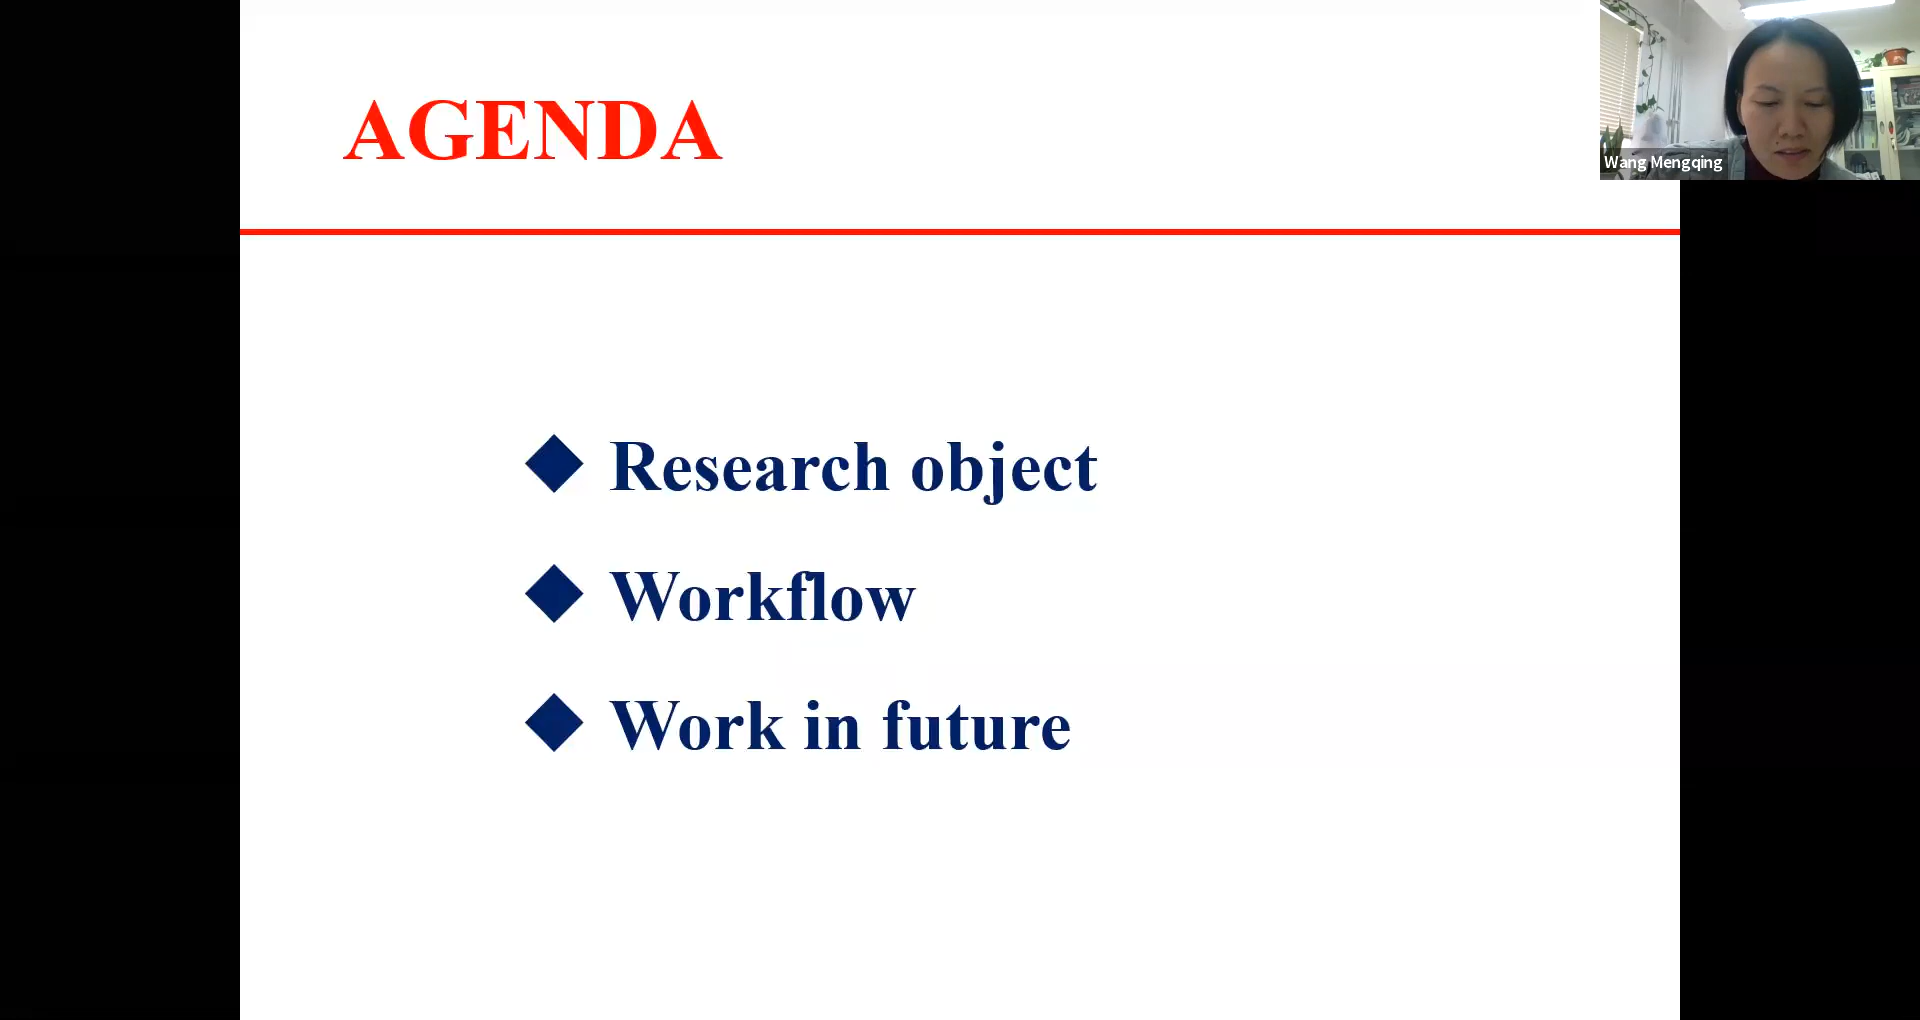 AGENDA
Wang Mengqing
Research object
Workflow
Work in future